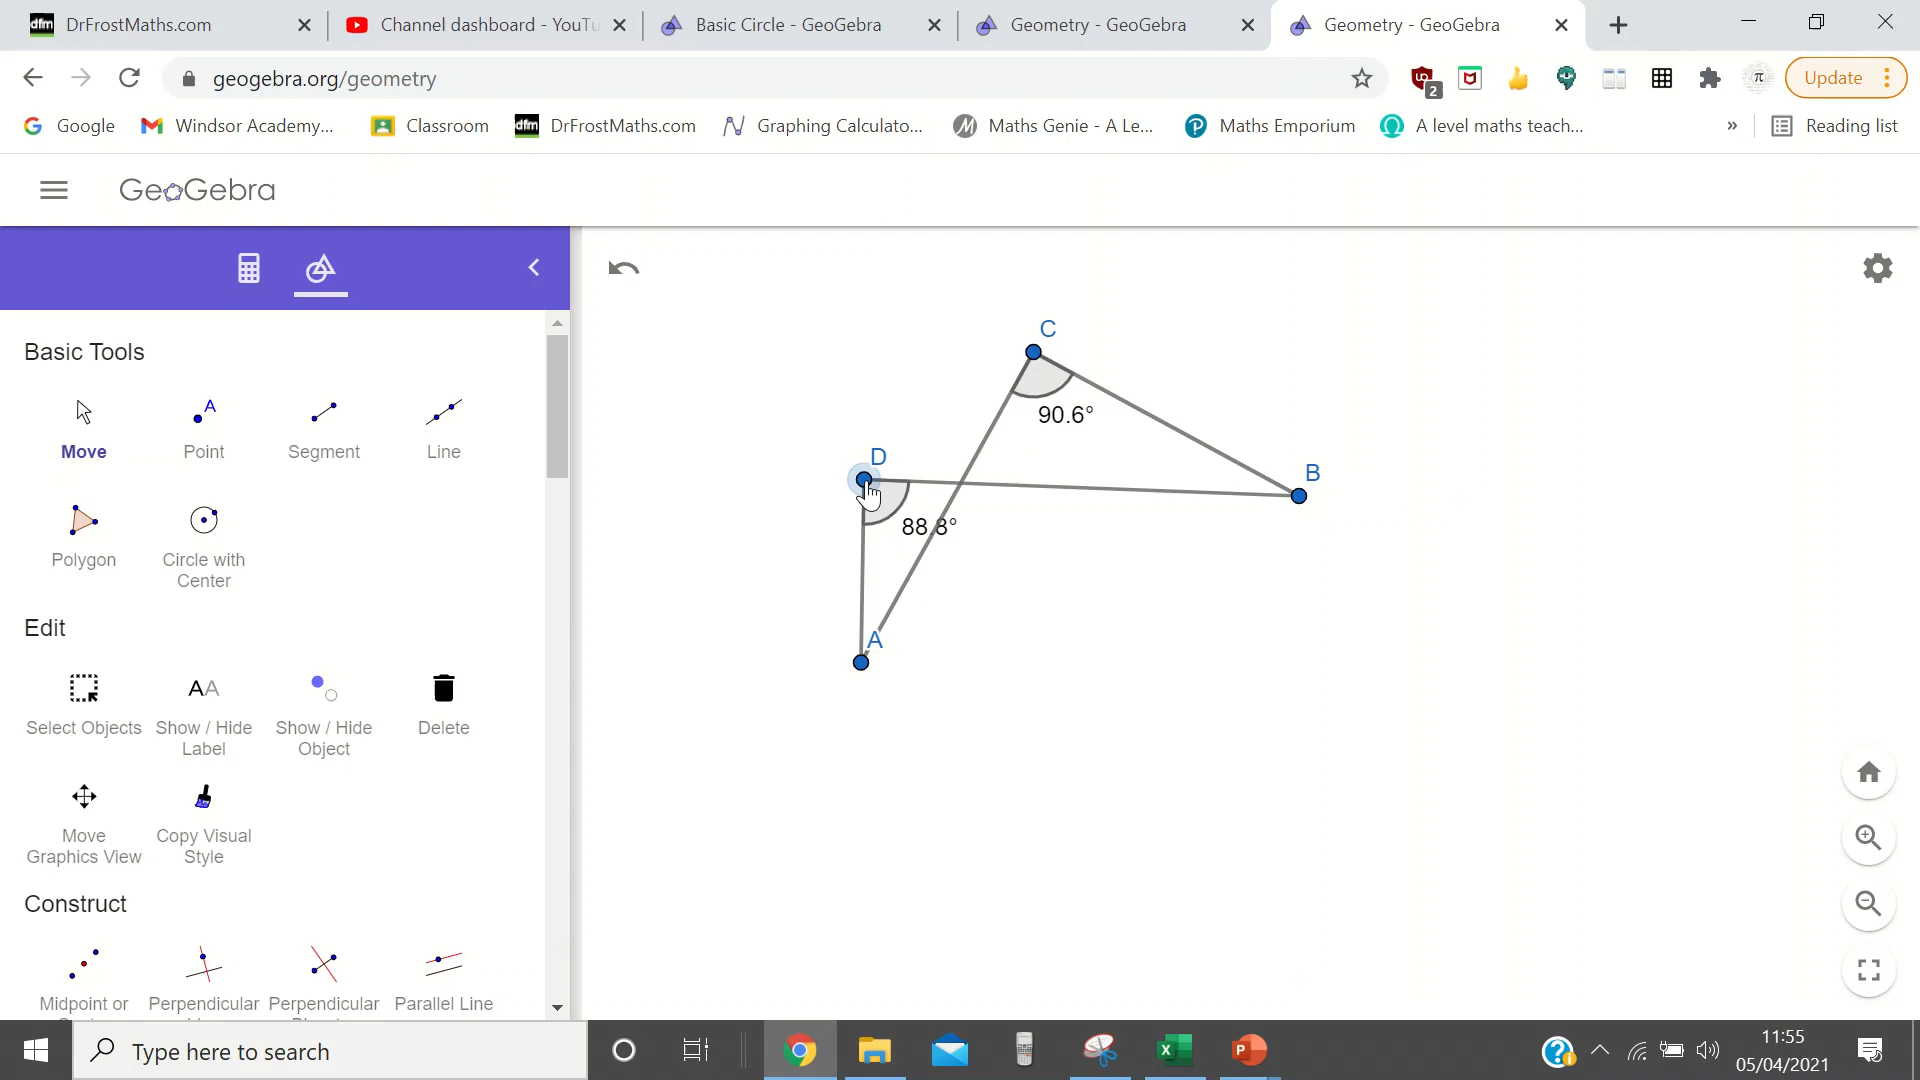 DrFrostMaths.com
Channel dashboard - YouTu
Basic Circle - GeoGebra
Geometry - GeoGebra
Geometry - GeoGebra
geogebra.org/geometry
2
Update
Google
Windsor Academy...
Classroom
dfm
DrFrostMaths.com
Graphing Calculato...
Maths Genie - A Le...
Maths Emporium
A level maths teach...
»
Reading list
GeoGebra
Basic Tools
Move
Point
Segment
Line
Polygon
Circle with
Center
Edit
Select Objects
Show / Hide
Label
Show / Hide
Object
Delete
Move
Graphics View
Copy Visual
Style
Construct
Midpoint or
Perpendicular
Perpendicular
Parallel Line
C
90.6°
D
B
88.8°
A
Type here to search
11:55
05/04/2021